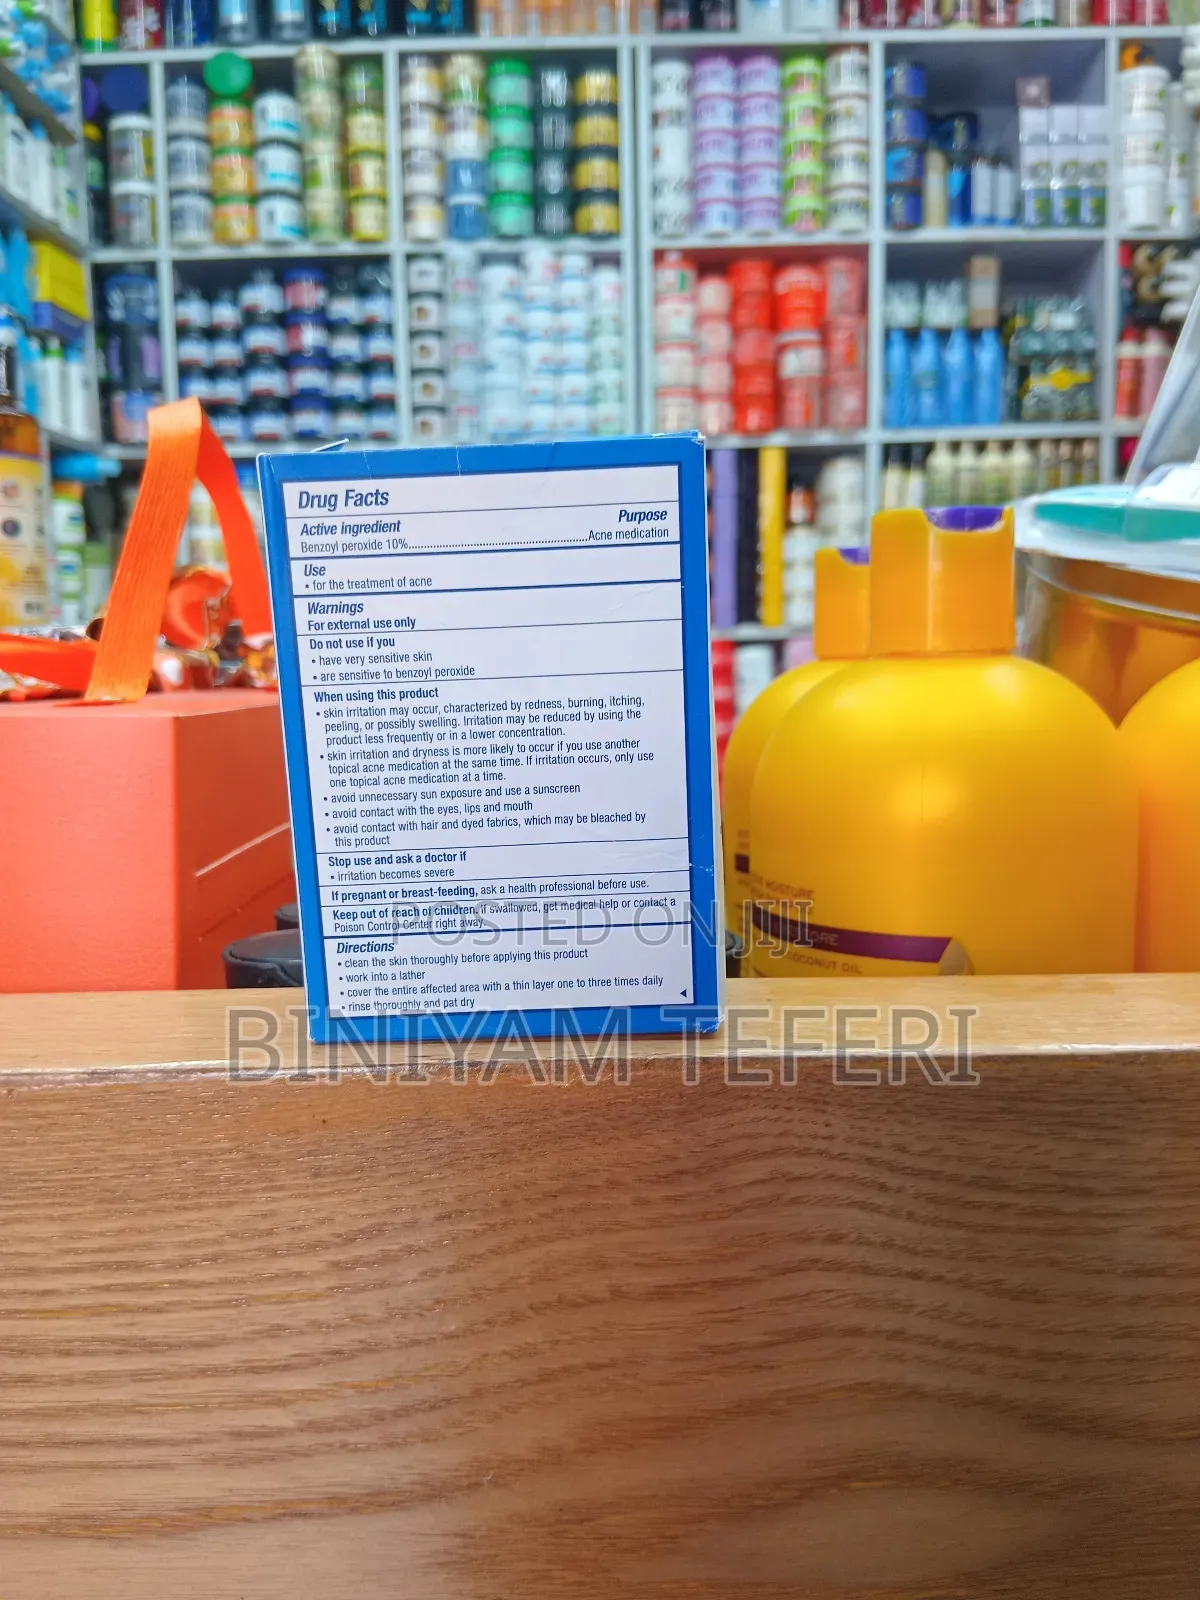 Drug Facts
Active ingredient Purpose
Benzoyl peroxide 10%..........................................................Acne medication
Use
• for the treatment of acne
Warnings
For external use only
Do not use if you
• have very sensitive skin
• are sensitive to benzoyl peroxide
When using this product
• skin irritation may occur, characterized by redness, burning, itching,
peeling, or possibly swelling. Irritation may be reduced by using the
product less frequently or in a lower concentration.
• skin irritation and dryness is more likely to occur if you use another
topical acne medication at the same time. If irritation occurs, only use
one topical acne medication at a time.
• avoid unnecessary sun exposure and use a sunscreen
• avoid contact with the eyes, lips and mouth
• avoid contact with hair and dyed fabrics, which may be bleached by
this product
Stop use and ask a doctor if
• irritation becomes severe
If pregnant or breast-feeding, ask a health professional before use.
Keep out of reach of children. If swallowed, get medical help or contact a
Poison Control Center right away.
Directions
• clean the skin thoroughly before applying this product
• work into a lather
• cover the entire affected area with a thin layer one to three times daily
• rinse thoroughly and pat dry
MOISTURE
COCONUT OIL
POSTED ON JIJI
BINIYAM TEFERI